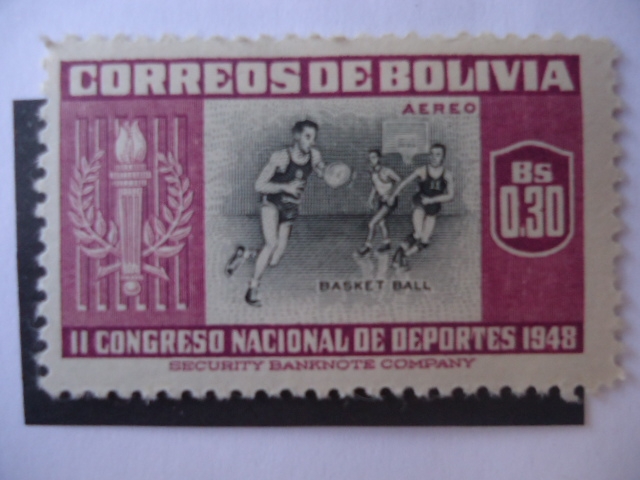 CORREOS DE BOLIVIA
AEREO
BS
0.30
BASKET BALL
II CONGRESO NACIONAL DE DEPORTES 1948
SECURITY BANKNOTE COMPANY